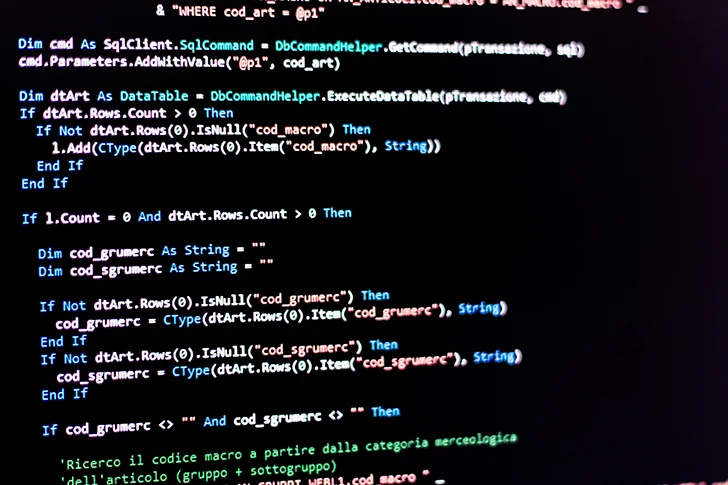 AN_ARTICOLI.cod_macro = AN_MACRO.cod_macro " _
& "WHERE cod_art = @p1"
Dim cmd As SqlClient.SqlCommand = DbCommandHelper.GetCommand(pTransazione, sql)
cmd.Parameters.AddWithValue("@p1", cod_art)
Dim dtArt As DataTable = DbCommandHelper.ExecuteDataTable(pTransazione, cmd)
If dtArt.Rows.Count > 0 Then
If Not dtArt.Rows(0).IsNull("cod_macro") Then
l.Add(CType(dtArt.Rows(0).Item("cod_macro"), String))
End If
End If
If l.Count = 0 And dtArt.Rows.Count > 0 Then
Dim cod_grumerc As String = ""
Dim cod_sgrumerc As String = ""
If Not dtArt.Rows(0).IsNull("cod_grumerc") Then
cod_grumerc = CType(dtArt.Rows(0).Item("cod_grumerc"), String)
End If
If Not dtArt.Rows(0).IsNull("cod_sgrumerc") Then
cod_sgrumerc = CType(dtArt.Rows(0).Item("cod_sgrumerc"), String)
End If
If cod_grumerc <> "" And cod_sgrumerc <> "" Then
'Ricerco il codice macro a partire dalla categoria merceologica
'dell'articolo (gruppo + sottogruppo)
cod_macro " _